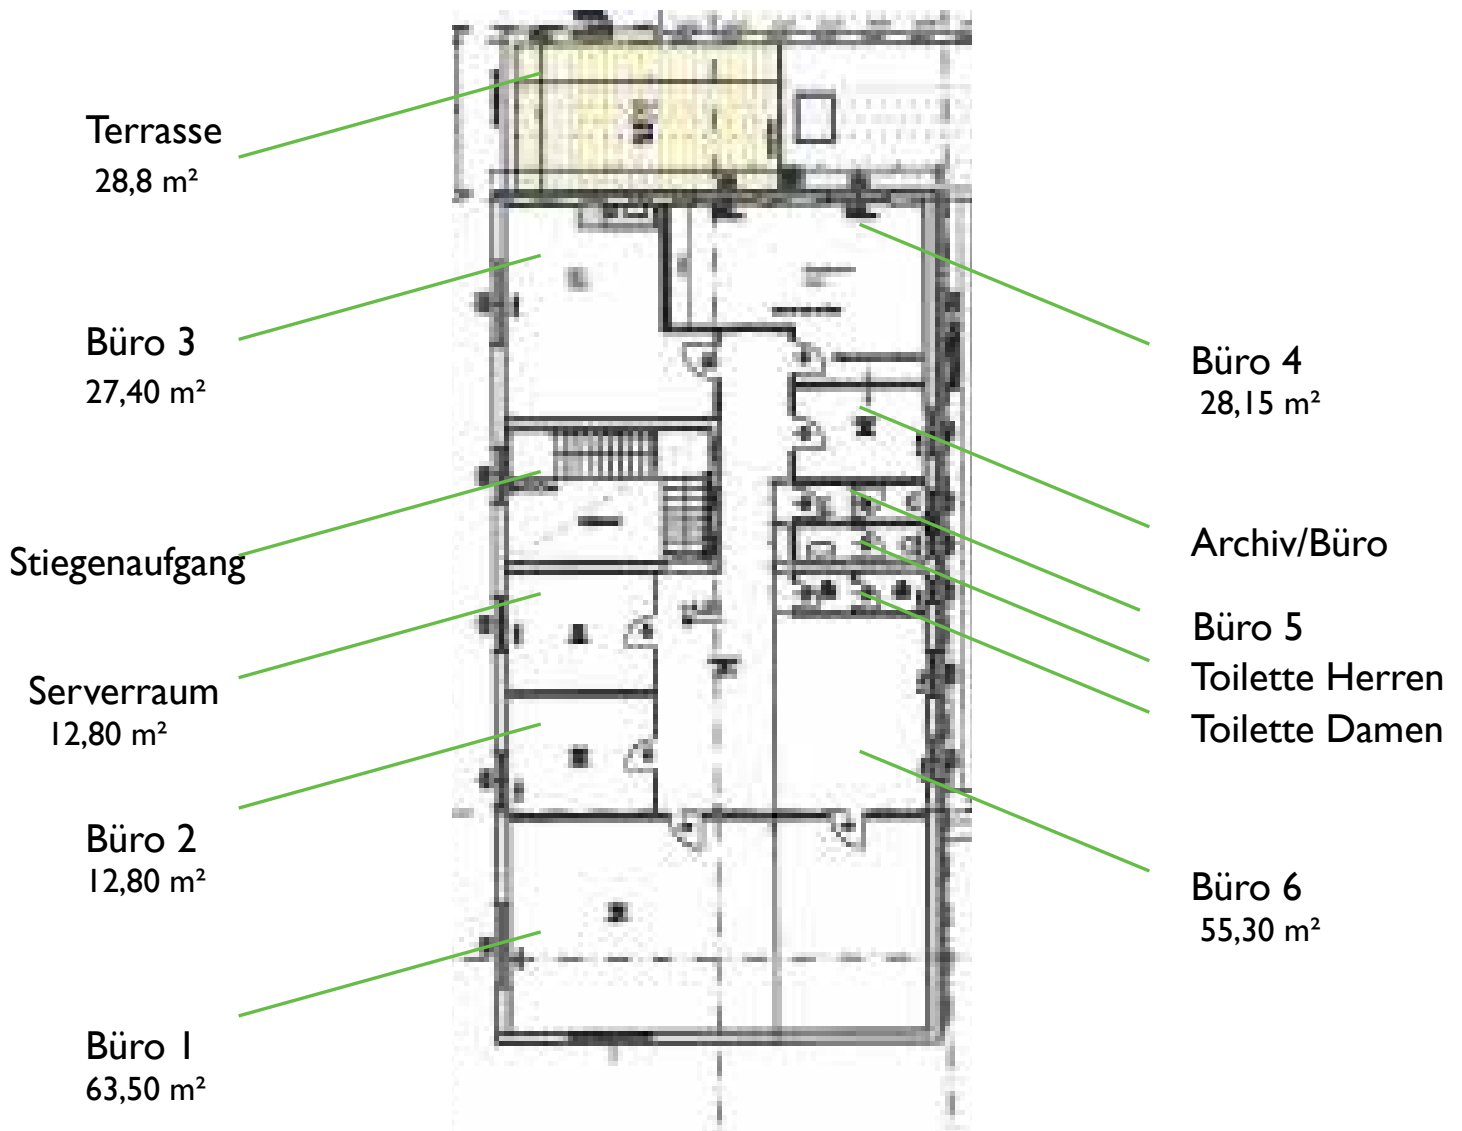 Terrasse
28,8 m²
Büro 3
27,40 m²
Stiegenaufgang
Serverraum
12,80 m²
Büro 2
12,80 m²
Büro 1
63,50 m²
Büro 4
28,15 m²
Archiv/Büro
Büro 5
Toilette Herren
Toilette Damen
Büro 6
55,30 m²